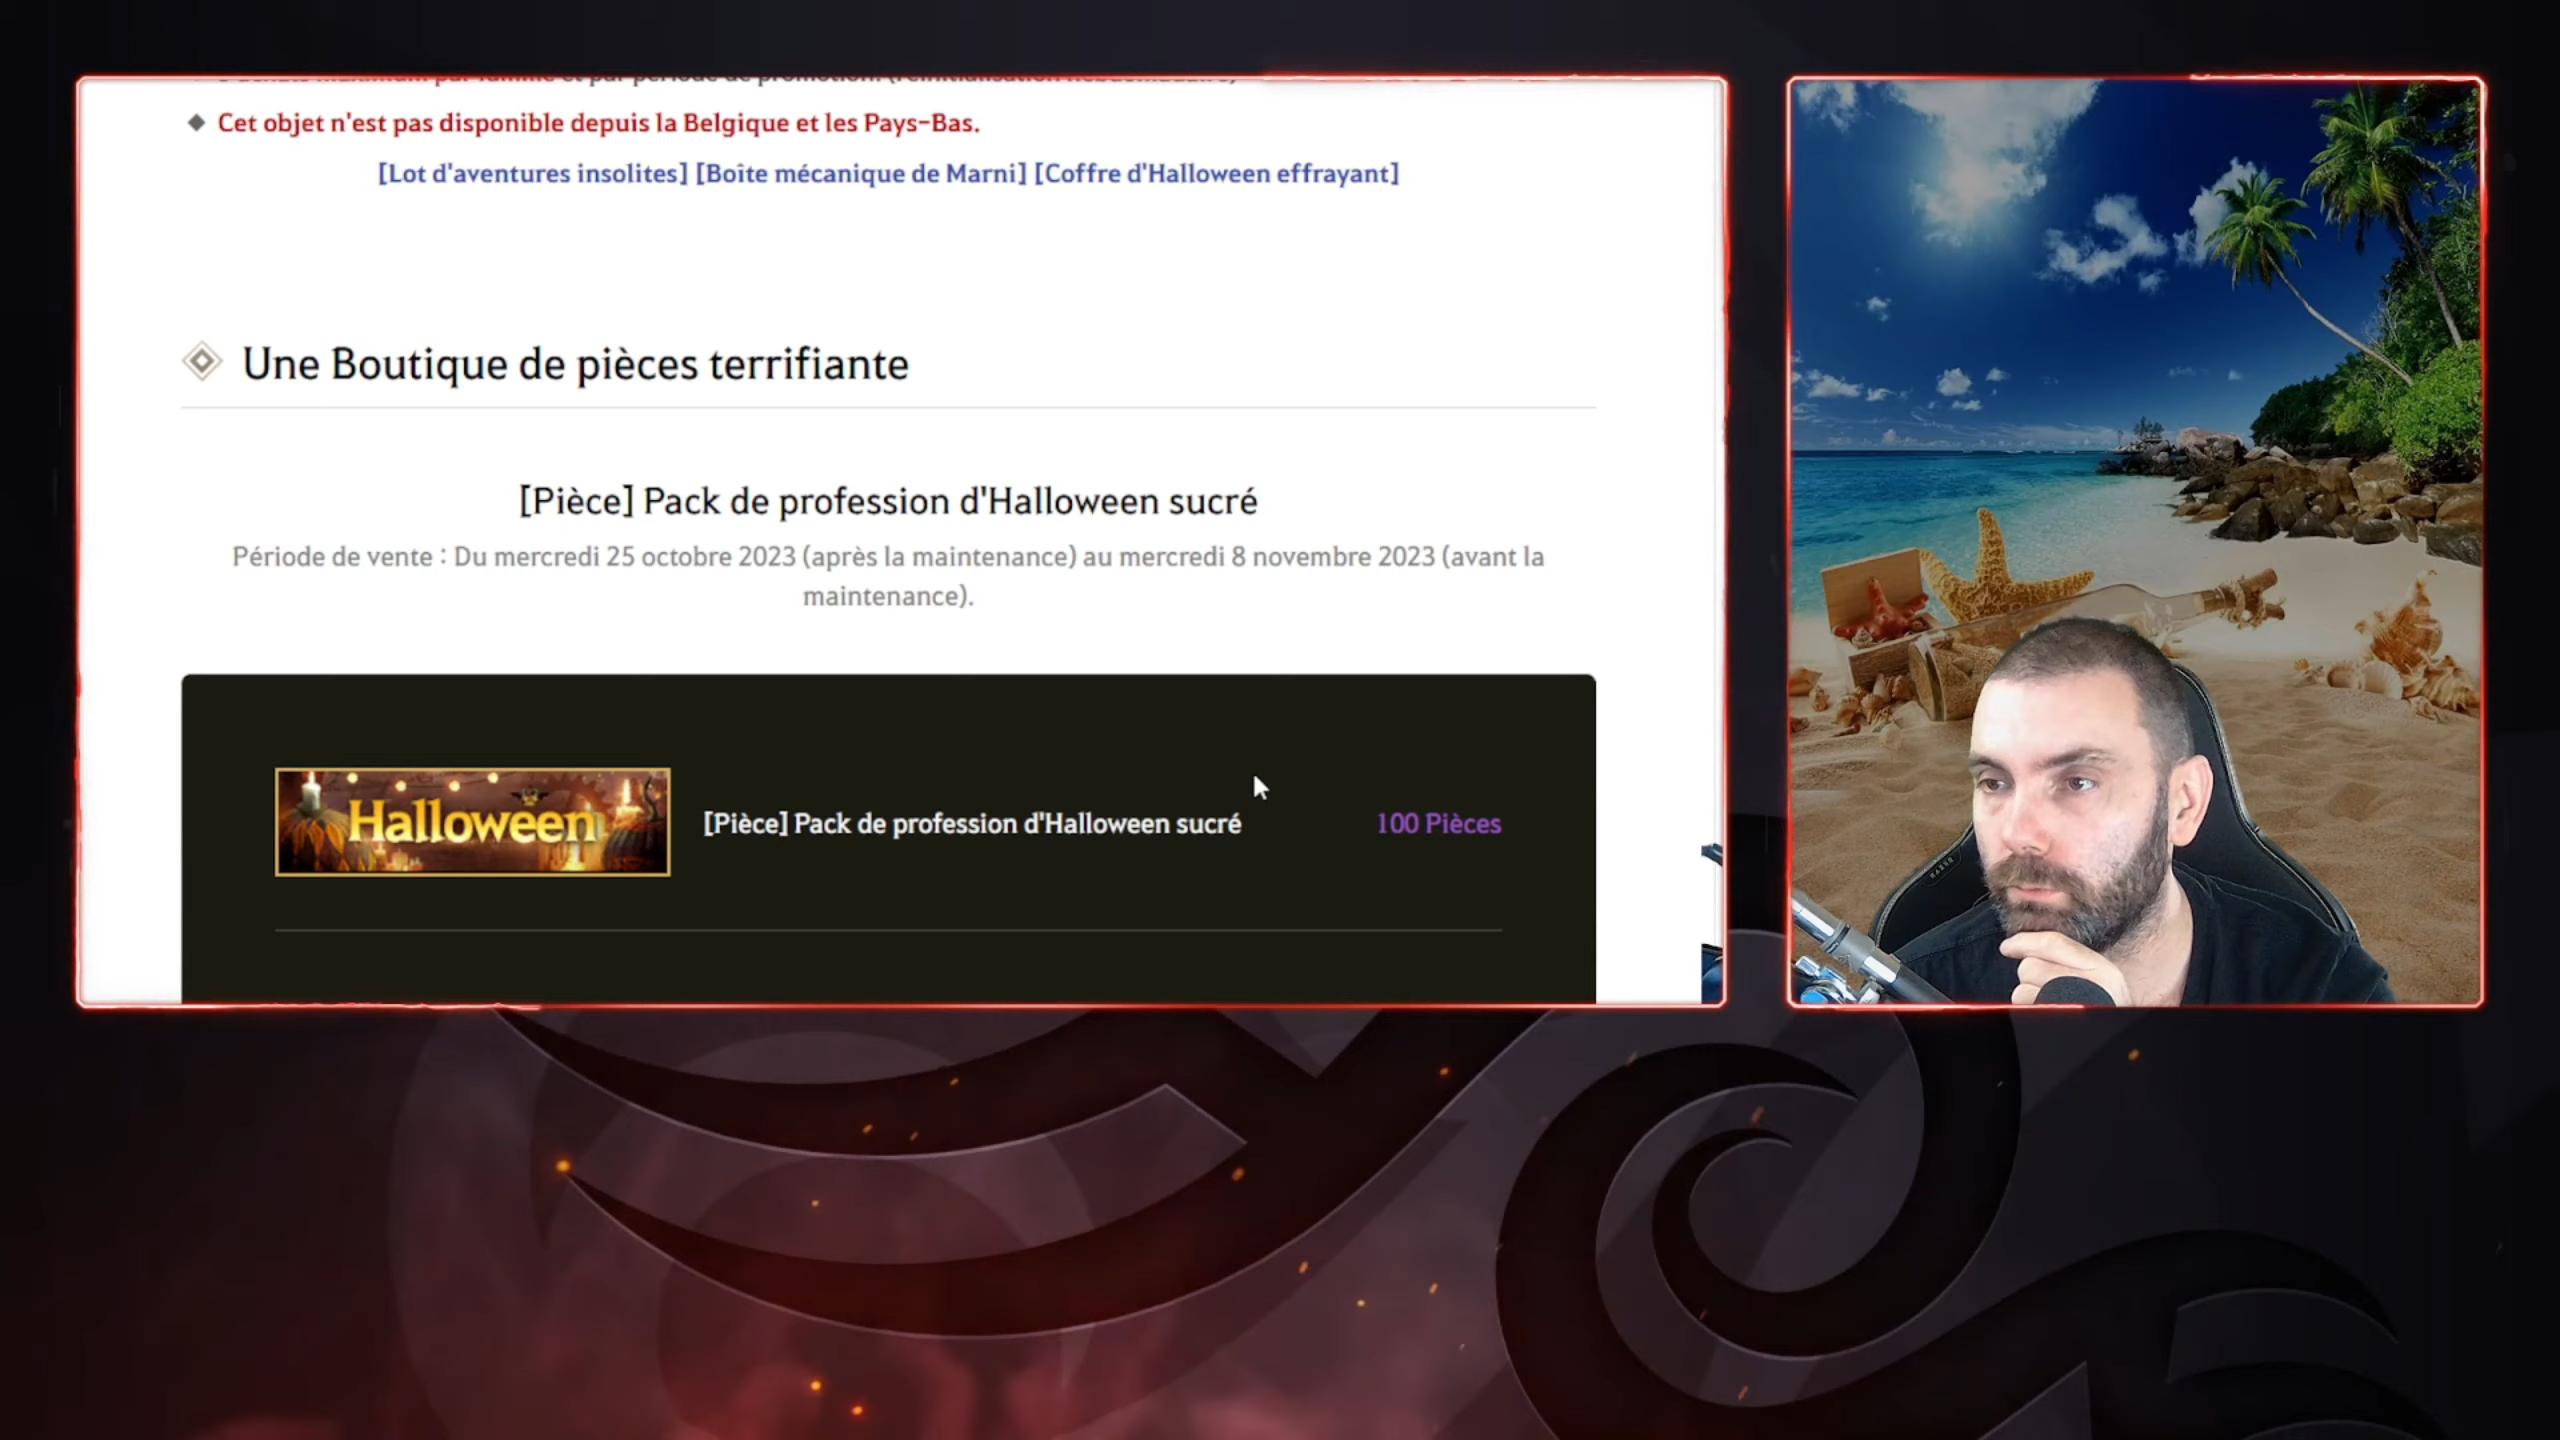 Cet objet n'est pas disponible depuis la Belgique et les Pays-Bas.
[Lot d'aventures insolites] [Boîte mécanique de Marni] [Coffre d'Halloween effrayant]
Une Boutique de pièces terrifiante
[Pièce] Pack de profession d'Halloween sucré
Période de vente : Du mercredi 25 octobre 2023 (après la maintenance) au mercredi 8 novembre 2023 (avant la
maintenance).
Halloween
[Pièce] Pack de profession d'Halloween sucré
100 Pièces